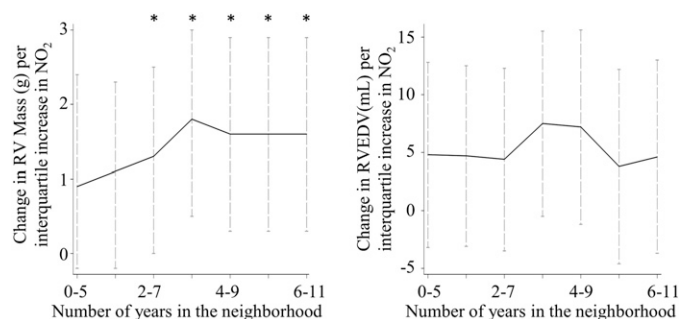 Change in RV Mass (g) per
interquartile increase in NO₂
3
2
1
0
* * * * *
0-5 2-7 4-9 6-11
Number of years in the neighborhood
Change in RVEDV(mL) per
interquartile increase in NO₂
15
10
5
0
-5
0-5 2-7 4-9 6-11
Number of years in the neighborhood